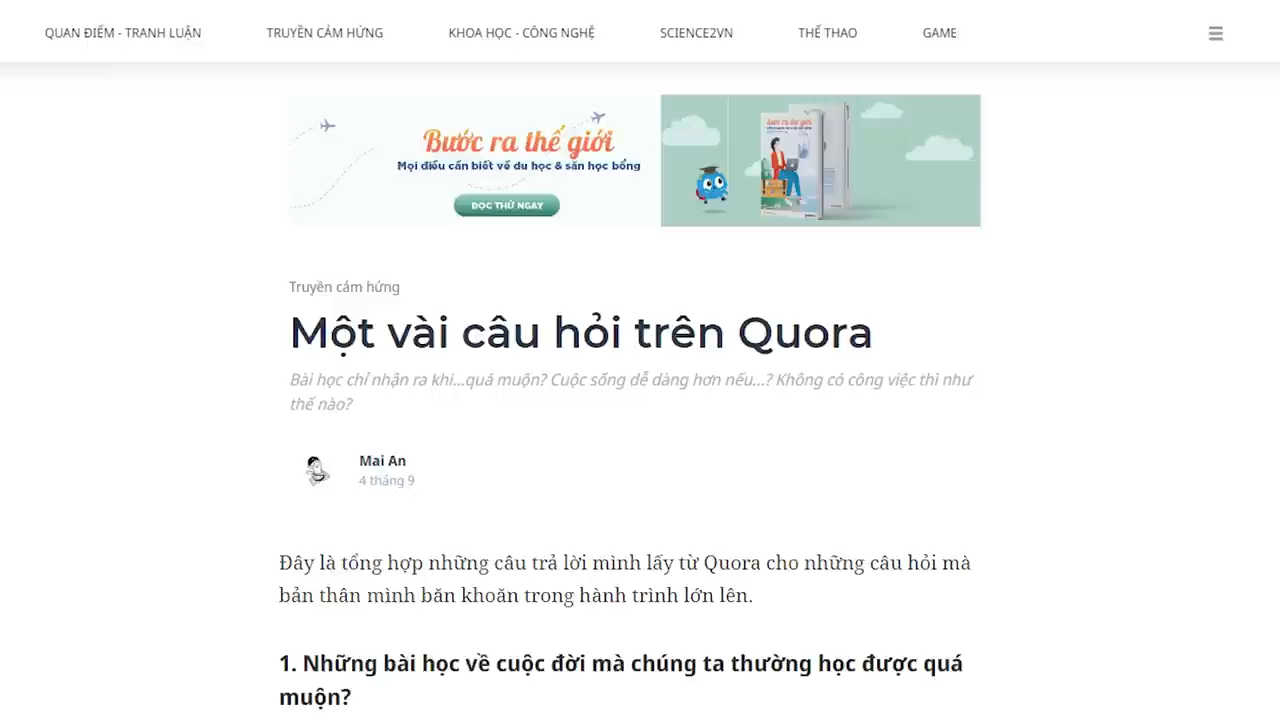 QUAN ĐIỂM - TRANH LUẬN
TRUYỀN CẢM HỨNG
KHOA HỌC - CÔNG NGHỆ
SCIENCE2VN
THỂ THAO
GAME
Bước ra thế giới
Mọi điều cần biết về du học & săn học bổng
ĐỌC THỬ NGAY
Bước ra thế giới
Truyền cảm hứng
Một vài câu hỏi trên Quora
Bài học chỉ nhận ra khi...quá muộn? Cuộc sống dễ dàng hơn nếu...? Không có công việc thì như
thế nào?
Mai An
4 tháng 9
Đây là tổng hợp những câu trả lời mình lấy từ Quora cho những câu hỏi mà
bản thân mình băn khoăn trong hành trình lớn lên.
1. Những bài học về cuộc đời mà chúng ta thường học được quá
muộn?